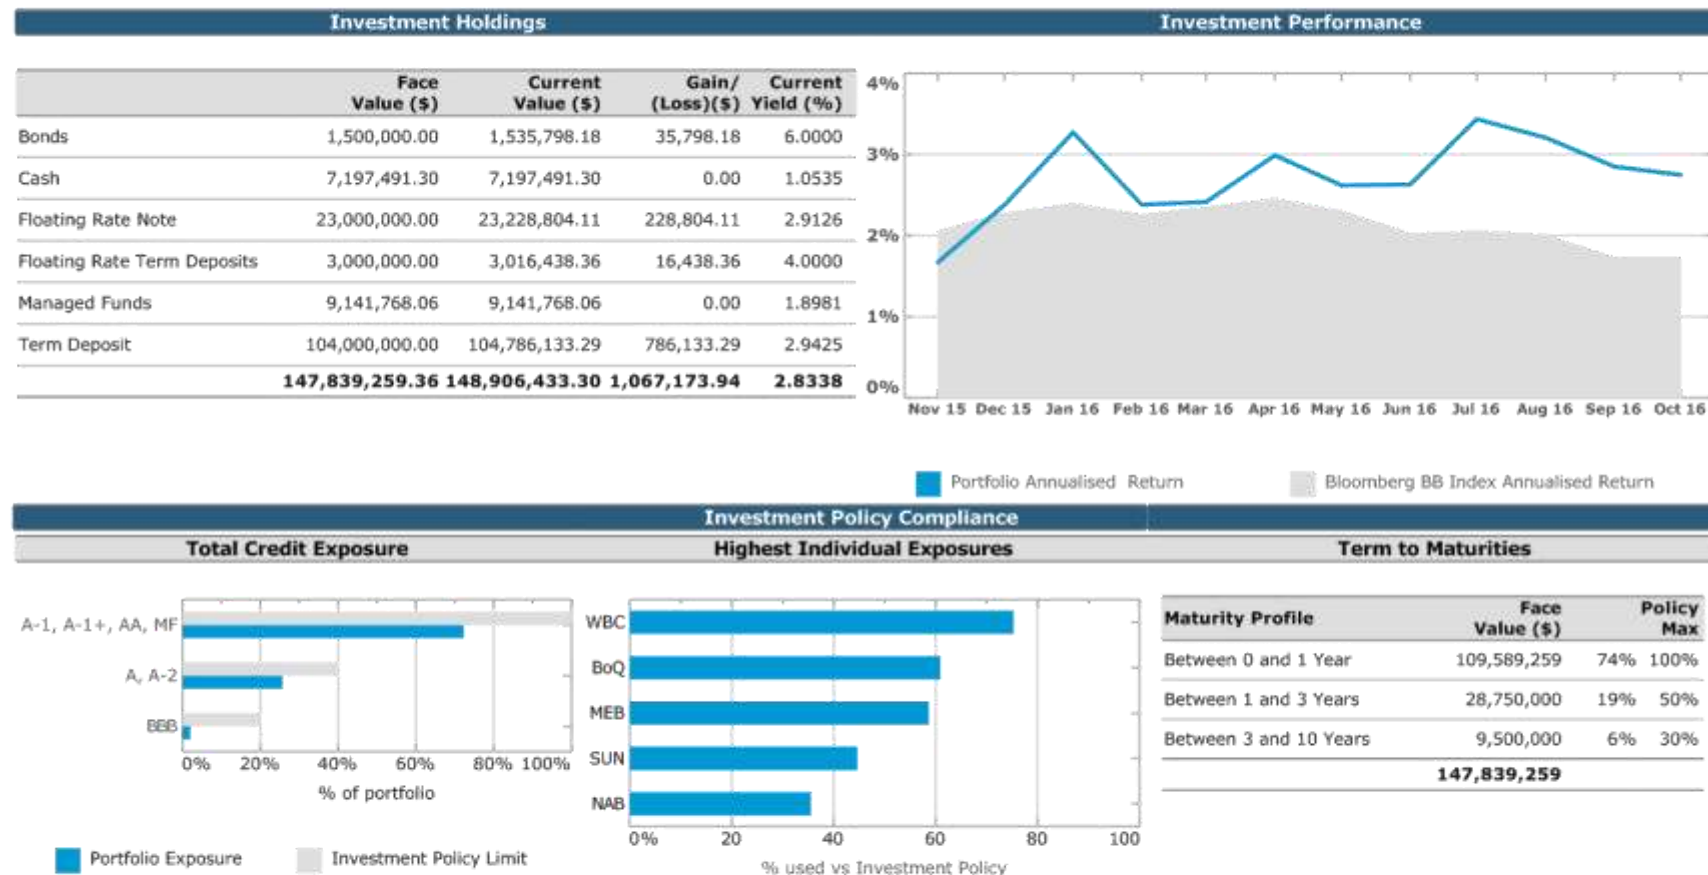 Investment Holdings
Face Current Gain/ Current
Value ($) Value ($) (Loss)($) Yield (%)
Bonds 1,500,000.00 1,535,798.18 35,798.18 6.0000
Cash 7,197,491.30 7,197,491.30 0.00 1.0535
Floating Rate Note 23,000,000.00 23,228,804.11 228,804.11 2.9126
Floating Rate Term Deposits 3,000,000.00 3,016,438.36 16,438.36 4.0000
Managed Funds 9,141,768.06 9,141,768.06 0.00 1.8981
Term Deposit 104,000,000.00 104,786,133.29 786,133.29 2.9425
147,839,259.36 148,906,433.30 1,067,173.94 2.8338
Investment Performance
4%
3%
2%
1%
0%
Nov 15 Dec 15 Jan 16 Feb 16 Mar 16 Apr 16 May 16 Jun 16 Jul 16 Aug 16 Sep 16 Oct 16
Portfolio Annualised Return Bloomberg BB Index Annualised Return
Investment Policy Compliance
Total Credit Exposure
A-1, A-1+, AA, MF
A, A-2
BBB
0% 20% 40% 60% 80% 100%
% of portfolio
Portfolio Exposure Investment Policy Limit
Highest Individual Exposures
WBC
BoQ
MEB
SUN
NAB
0% 20 40 60 80 100
% used vs Investment Policy
Term to Maturities
Maturity Profile Face Value ($) Policy Max
Between 0 and 1 Year 109,589,259 74% 100%
Between 1 and 3 Years 28,750,000 19% 50%
Between 3 and 10 Years 9,500,000 6% 30%
147,839,259